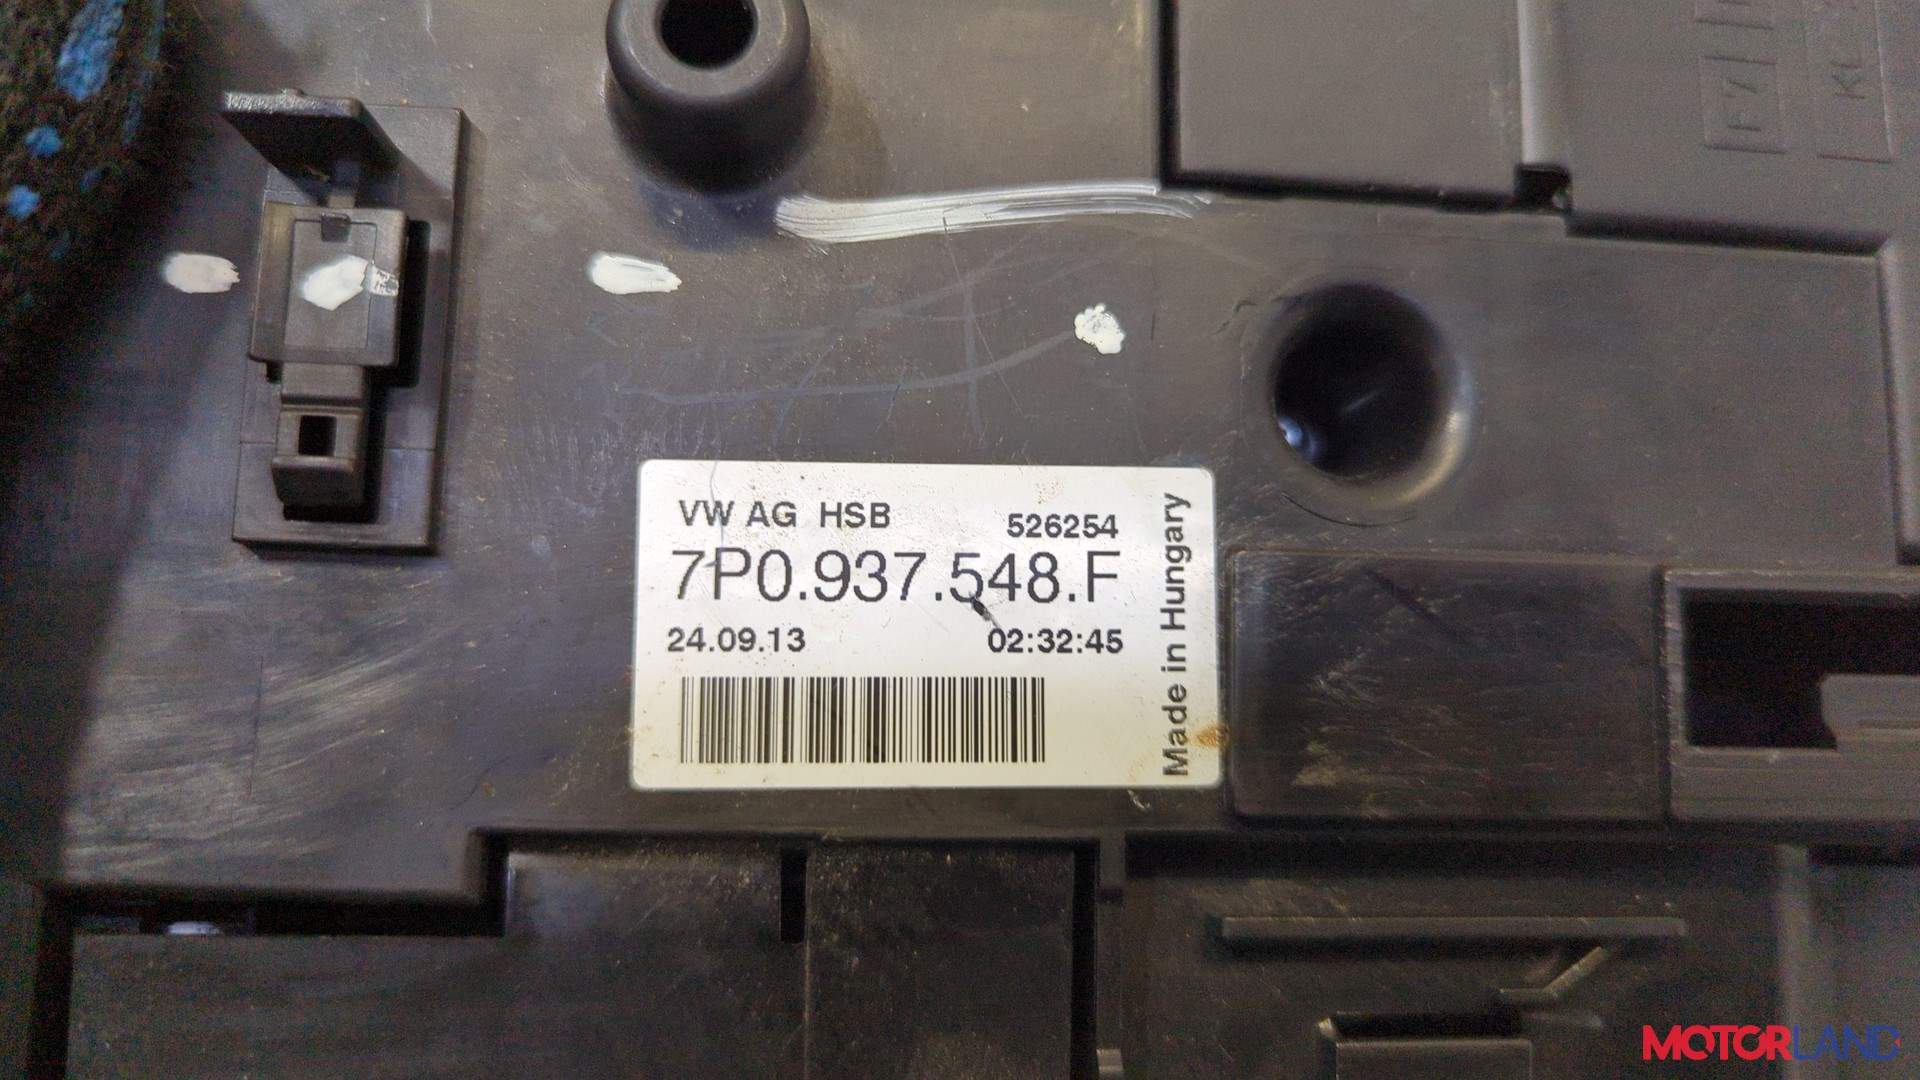 VW AG HSB
526254
7P0.937.548.F
24.09.13
02:32:45
Made in Hungary
MOTORLAND